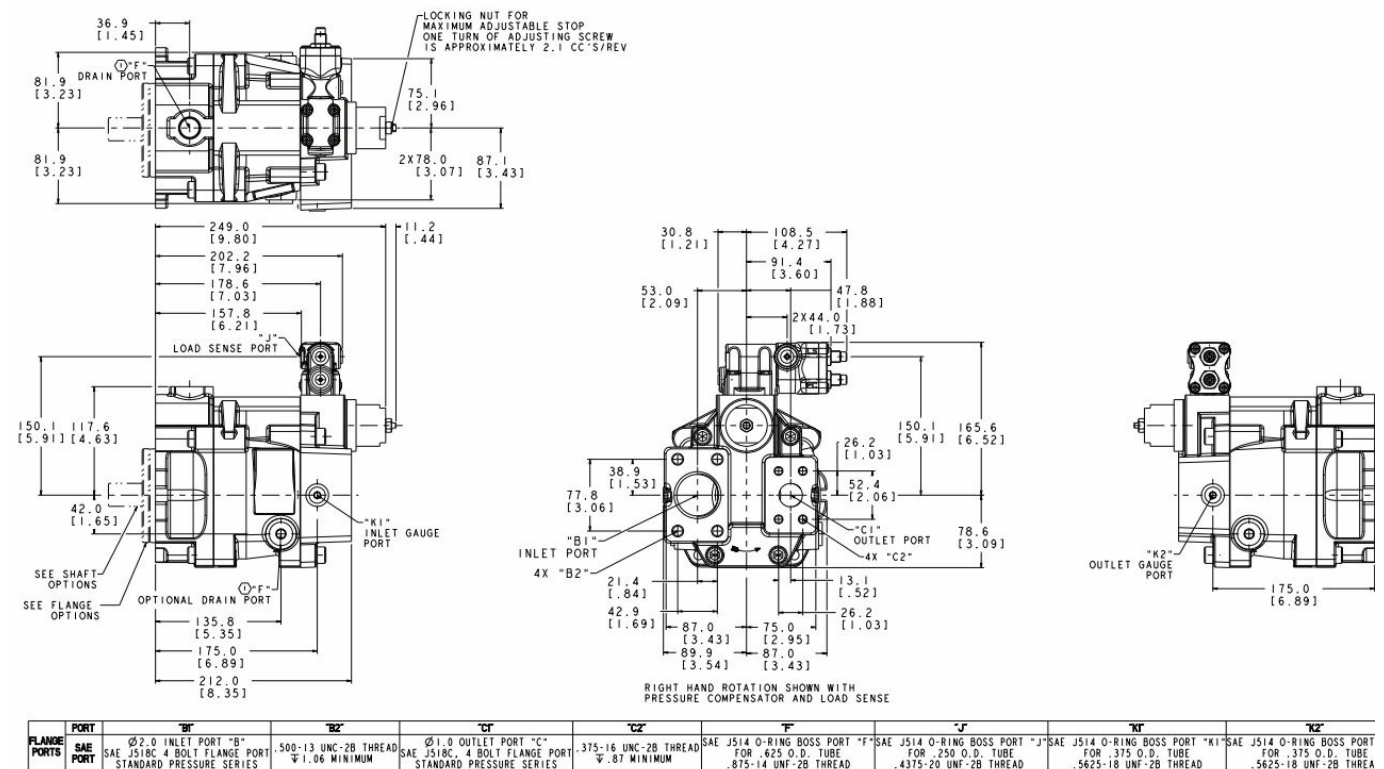 36.9
[1.45]
LOCKING NUT FOR
MAXIMUM ADJUSTABLE STOP
ONE TURN OF ADJUSTING SCREW
IS APPROXIMATELY 2.1 CC'S/REV
1 "F"
DRAIN PORT
81.9
[3.23]
75.1
[2.96]
81.9
[3.23]
2X78.0
[3.07]
87.1
[3.43]
249.0
[9.80]
11.2
[.44]
202.2
[7.96]
178.6
[7.03]
157.8
[6.21]
"J"
LOAD SENSE PORT
150.1
[5.91]
117.6
[4.63]
42.0
[1.65]
"K1"
INLET GAUGE
PORT
SEE SHAFT
OPTIONS
SEE FLANGE
OPTIONS
1 "F"
OPTIONAL DRAIN PORT
135.8
[5.35]
175.0
[6.89]
212.0
[8.35]
30.8
[1.21]
108.5
[4.27]
91.4
[3.60]
53.0
[2.09]
47.8
[1.88]
2X44.0
[1.73]
150.1
[5.91]
165.6
[6.52]
26.2
[1.03]
38.9
[1.53]
52.4
[2.06]
77.8
[3.06]
78.6
[3.09]
"B1"
INLET PORT
4X "B2"
"C1"
OUTLET PORT
4X "C2"
21.4
[.84]
13.1
[.52]
42.9
[1.69]
26.2
[1.03]
87.0
[3.43]
75.0
[2.95]
89.9
[3.54]
87.0
[3.43]
RIGHT HAND ROTATION SHOWN WITH
PRESSURE COMPENSATOR AND LOAD SENSE
"K2"
OUTLET GAUGE
PORT
175.0
[6.89]
FLANGE PORTS
PORT
"B1"
"B2"
"C1"
"C2"
"F"
"J"
"K1"
"K2"
SAE PORT
Ø2.0 INLET PORT "B"
SAE J518C 4 BOLT FLANGE PORT
STANDARD PRESSURE SERIES
.500-13 UNC-2B THREAD
↧1.06 MINIMUM
Ø1.0 OUTLET PORT "C"
SAE J518C, 4 BOLT FLANGE PORT
STANDARD PRESSURE SERIES
.375-16 UNC-2B THREAD
↧.87 MINIMUM
SAE J514 O-RING BOSS PORT "F"
FOR .625 O.D. TUBE
.875-14 UNF-2B THREAD
SAE J514 O-RING BOSS PORT "J"
FOR .250 O.D. TUBE
.4375-20 UNF-2B THREAD
SAE J514 O-RING BOSS PORT "K1"
FOR .375 O.D. TUBE
.5625-18 UNF-2B THREAD
SAE J514 O-RING BOSS PORT
FOR .375 O.D. TUBE
.5625-18 UNF-2B THREA